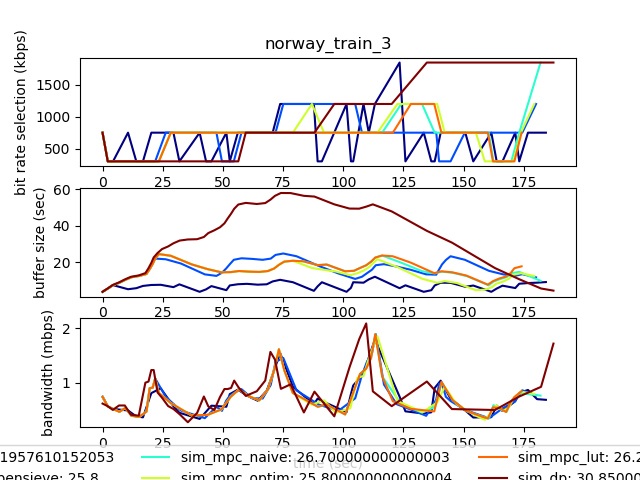 norway_train_3
bit rate selection (kbps)
1500
1000
500
0 25 50 75 100 125 150 175
buffer size (sec)
60
40
20
0 25 50 75 100 125 150 175
bandwidth (mbps)
2
1
0 25 50 75 100 125 150 175
time (sec)
1957610152053 sim_mpc_naive: 26.700000000000003 sim_mpc_lut: 26.2
pensieve: 25.8 sim_mpc_optim: 25.800000000000004 sim_dp: 30.85000